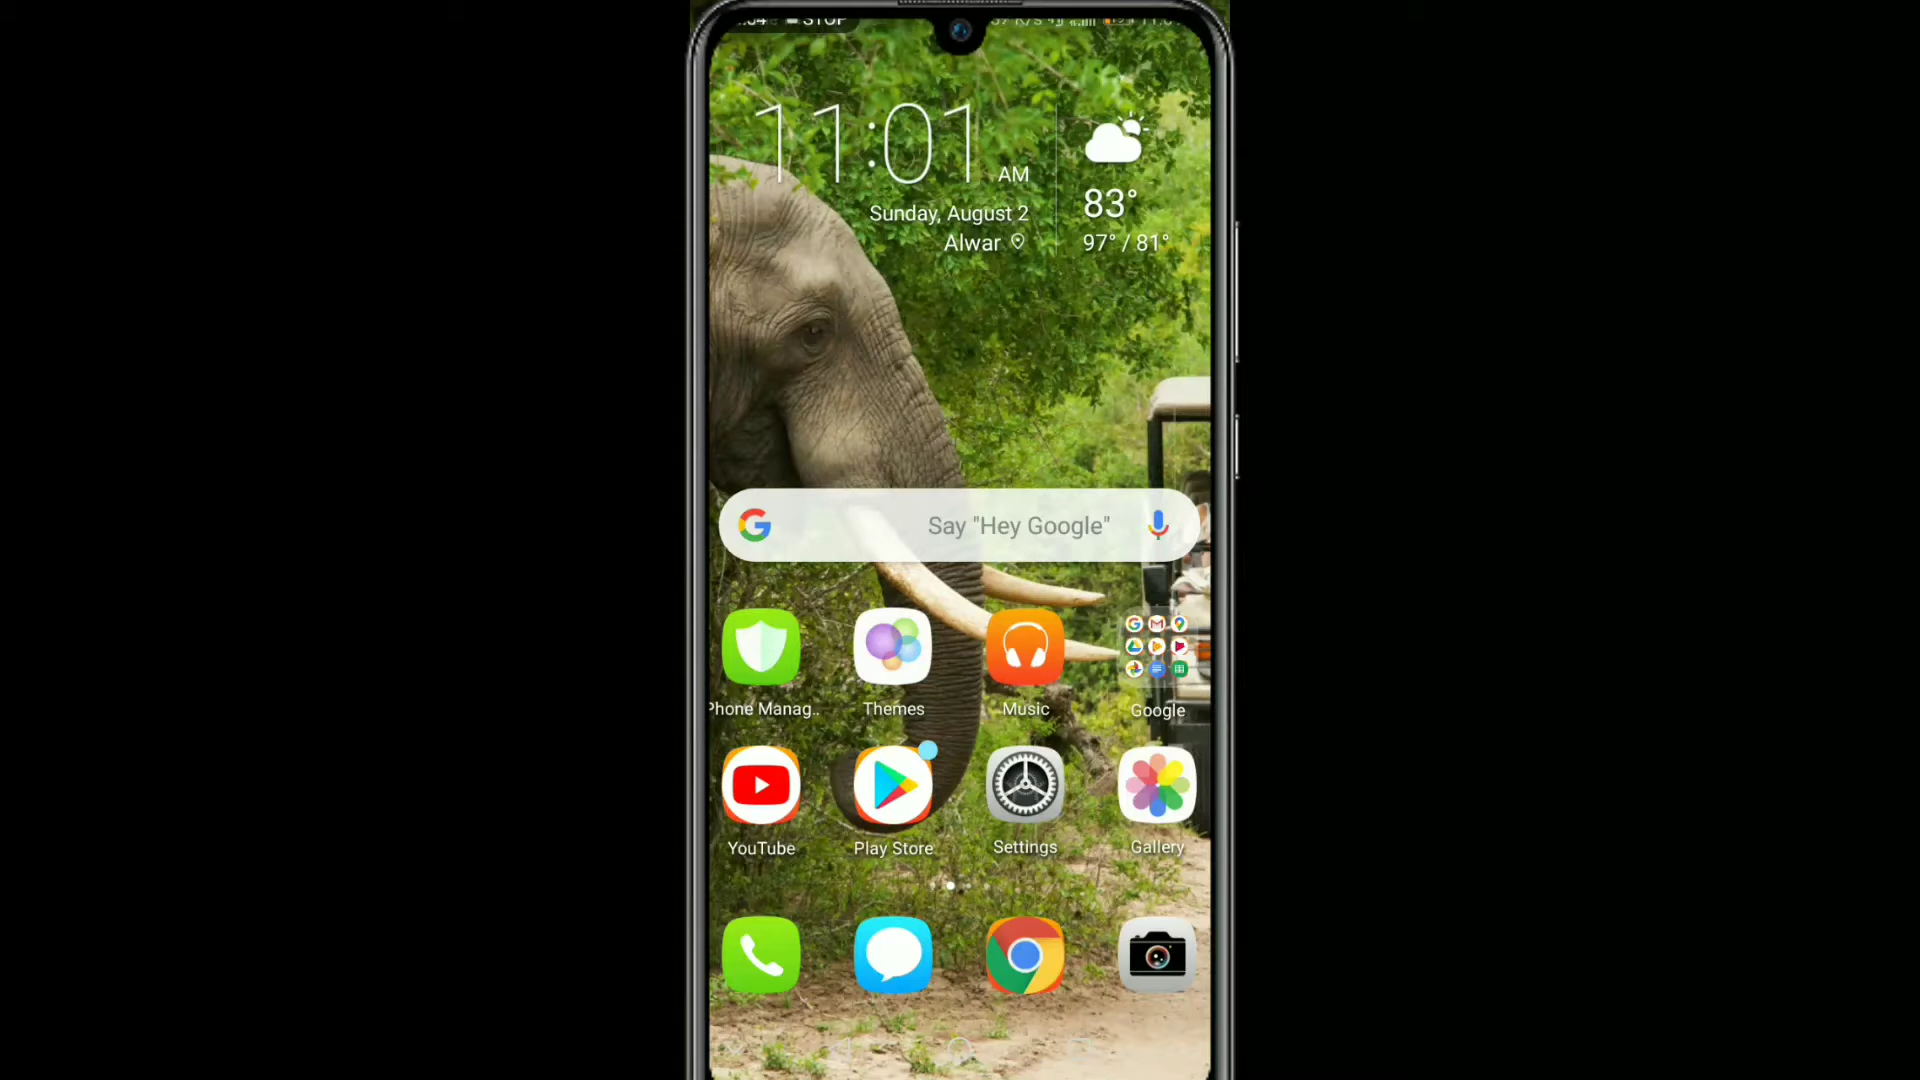 STOP
11:01 AM
Sunday, August 2
Alwar
83°
97° / 81°
Say "Hey Google"
Phone Manag..
Themes
Music
Google
YouTube
Play Store
Settings
Gallery